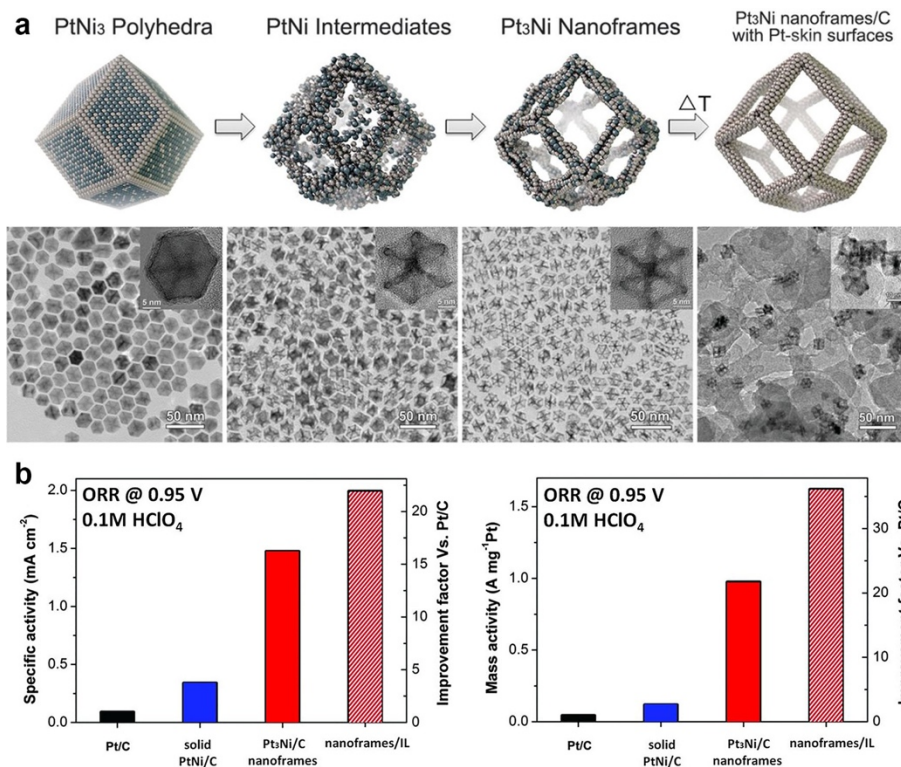 a
PtNi₃ Polyhedra
PtNi Intermediates
Pt₃Ni Nanoframes
Pt₃Ni nanoframes/C
with Pt-skin surfaces
△T
5 nm
50 nm
5 nm
50 nm
5 nm
50 nm
50 nm
b
Specific activity (mA cm⁻²)
2.0
1.5
1.0
0.5
0.0
ORR @ 0.95 V
0.1M HClO₄
Pt/C
solid
PtNi/C
Pt₃Ni/C
nanoframes
nanoframes/IL
20
15
10
5
0
Improvement factor Vs. Pt/C
Mass activity (A mg⁻¹Pt)
1.5
1.0
0.5
0.0
ORR @ 0.95 V
0.1M HClO₄
Pt/C
solid
PtNi/C
Pt₃Ni/C
nanoframes
nanoframes/IL
30
20
10
0